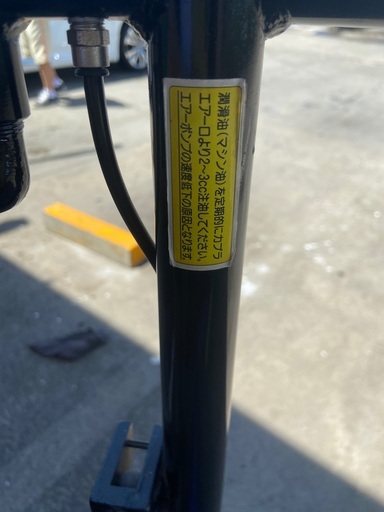 潤滑油(マシン油)を定期的にカプラ
エアー口より2〜3cc注油してください。
エアーポンプの速度低下の原因となります。